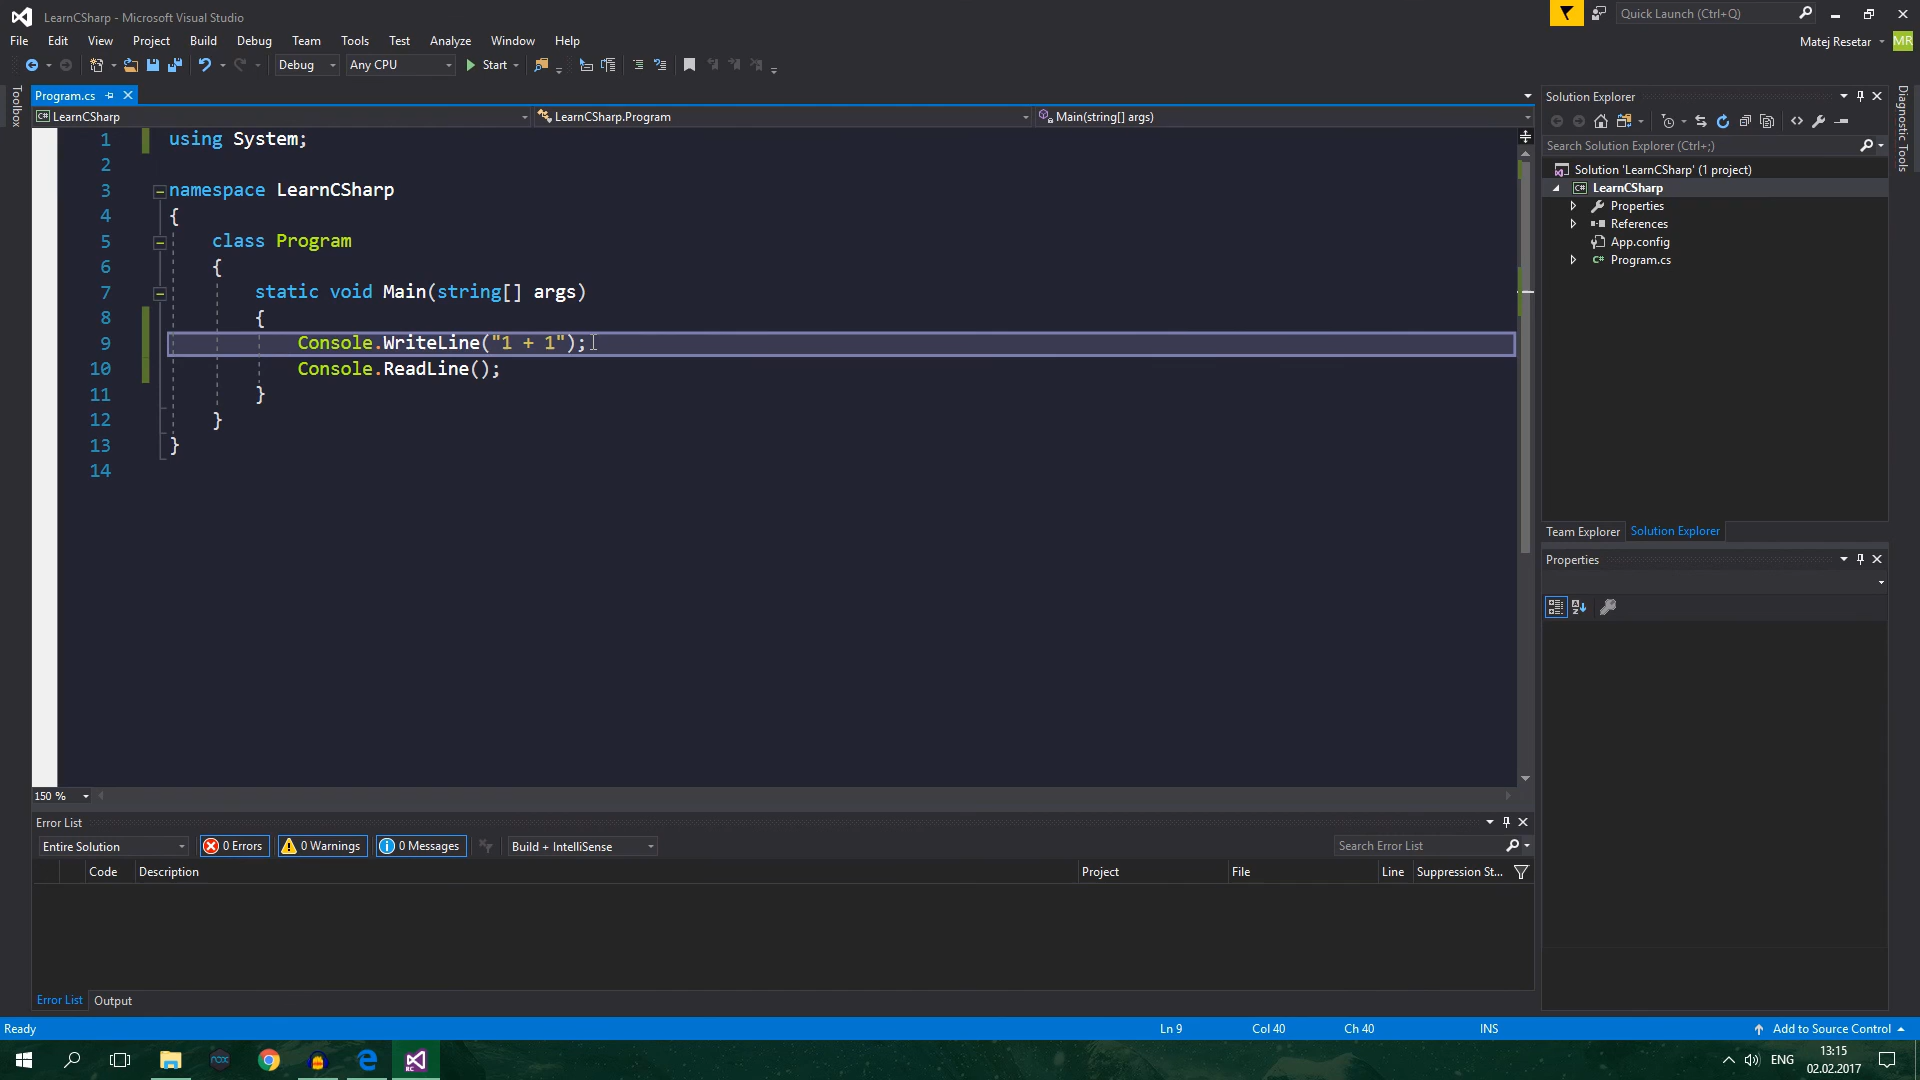 LearnCSharp - Microsoft Visual Studio
Quick Launch (Ctrl+Q)
File Edit View Project Build Debug Team Tools Test Analyze Window Help
Matej Resetar MR
Debug Any CPU Start
Toolbox
Program.cs
LearnCSharp LearnCSharp.Program Main(string[] args)
1 using System;
2
3 namespace LearnCSharp
4 {
5 class Program
6 {
7 static void Main(string[] args)
8 {
9 Console.WriteLine("1 + 1");
10 Console.ReadLine();
11 }
12 }
13 }
14
150 %
Solution Explorer
Search Solution Explorer (Ctrl+;)
Solution 'LearnCSharp' (1 project)
C# LearnCSharp
Properties
References
App.config
C# Program.cs
Team Explorer Solution Explorer
Properties
Diagnostic Tools
Error List
Entire Solution 0 Errors 0 Warnings 0 Messages Build + IntelliSense Search Error List
Code Description Project File Line Suppression St...
Error List Output
Ready Ln 9 Col 40 Ch 40 INS Add to Source Control
nox
RC
ENG
13:15
02.02.2017